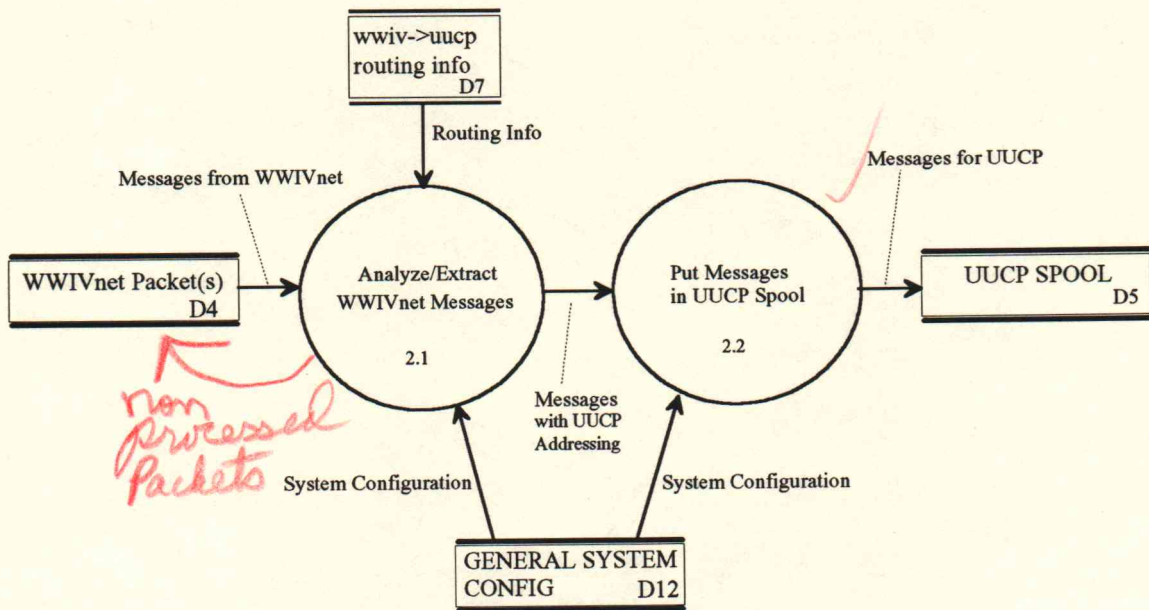 wwiv->uucp
routing info
D7
Routing Info
Messages from WWIVnet
Messages for UUCP
WWIVnet Packet(s)
D4
Analyze/Extract
WWIVnet Messages
2.1
Put Messages
in UUCP Spool
2.2
UUCP SPOOL
D5
non
processed
Packets
Messages
with UUCP
Addressing
System Configuration
System Configuration
GENERAL SYSTEM
CONFIG
D12